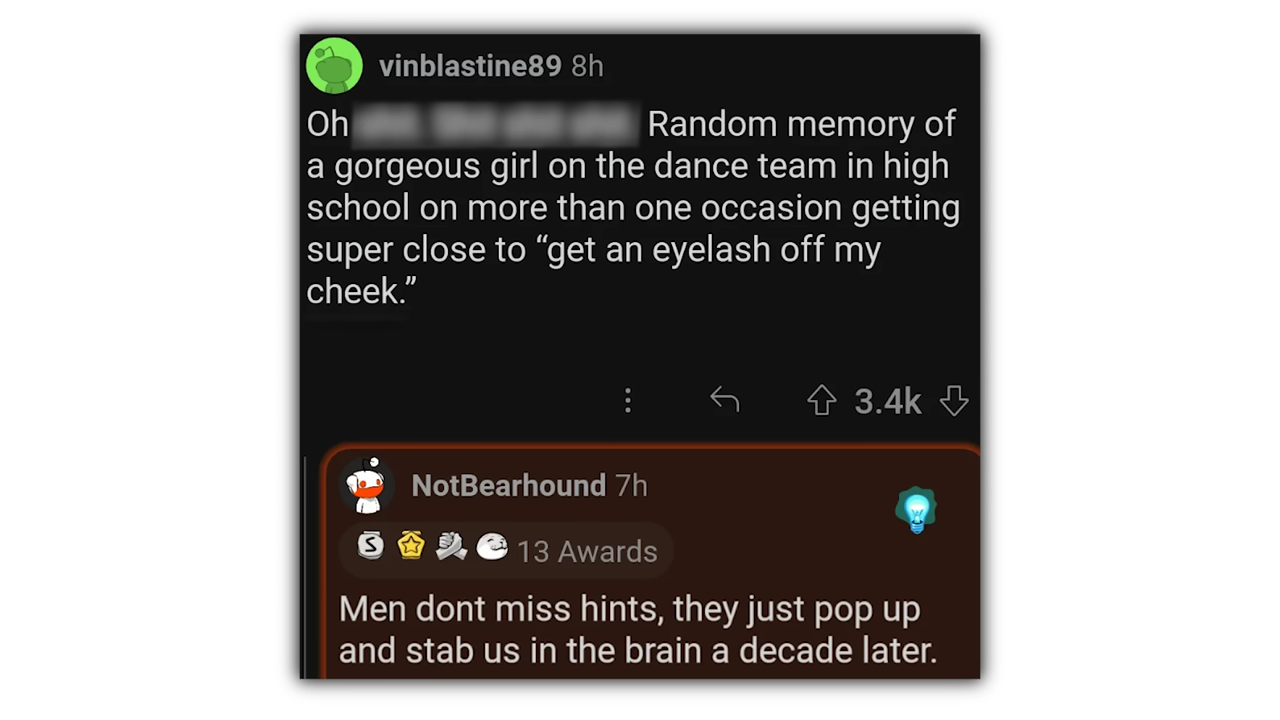 vinblastine89 8h
Oh Random memory of
a gorgeous girl on the dance team in high
school on more than one occasion getting
super close to “get an eyelash off my
cheek.”
3.4k
NotBearhound 7h
S 13 Awards
Men dont miss hints, they just pop up
and stab us in the brain a decade later.